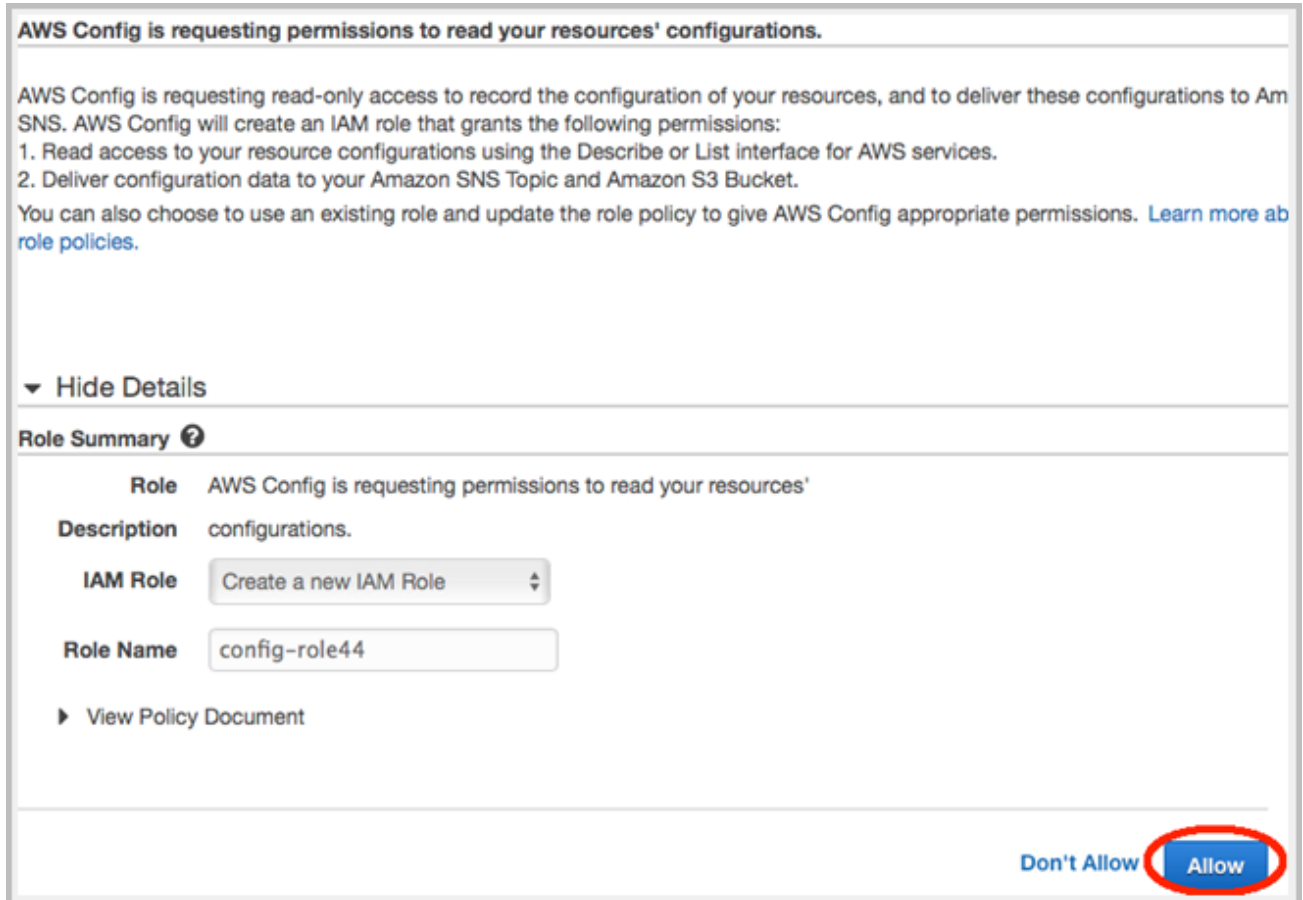 AWS Config is requesting permissions to read your resources' configurations.
AWS Config is requesting read-only access to record the configuration of your resources, and to deliver these configurations to Am
SNS. AWS Config will create an IAM role that grants the following permissions:
1. Read access to your resource configurations using the Describe or List interface for AWS services.
2. Deliver configuration data to your Amazon SNS Topic and Amazon S3 Bucket.
You can also choose to use an existing role and update the role policy to give AWS Config appropriate permissions. Learn more ab
role policies.
Hide Details
Role Summary ?
Role AWS Config is requesting permissions to read your resources'
Description configurations.
IAM Role Create a new IAM Role
Role Name config-role44
View Policy Document
Don't Allow Allow